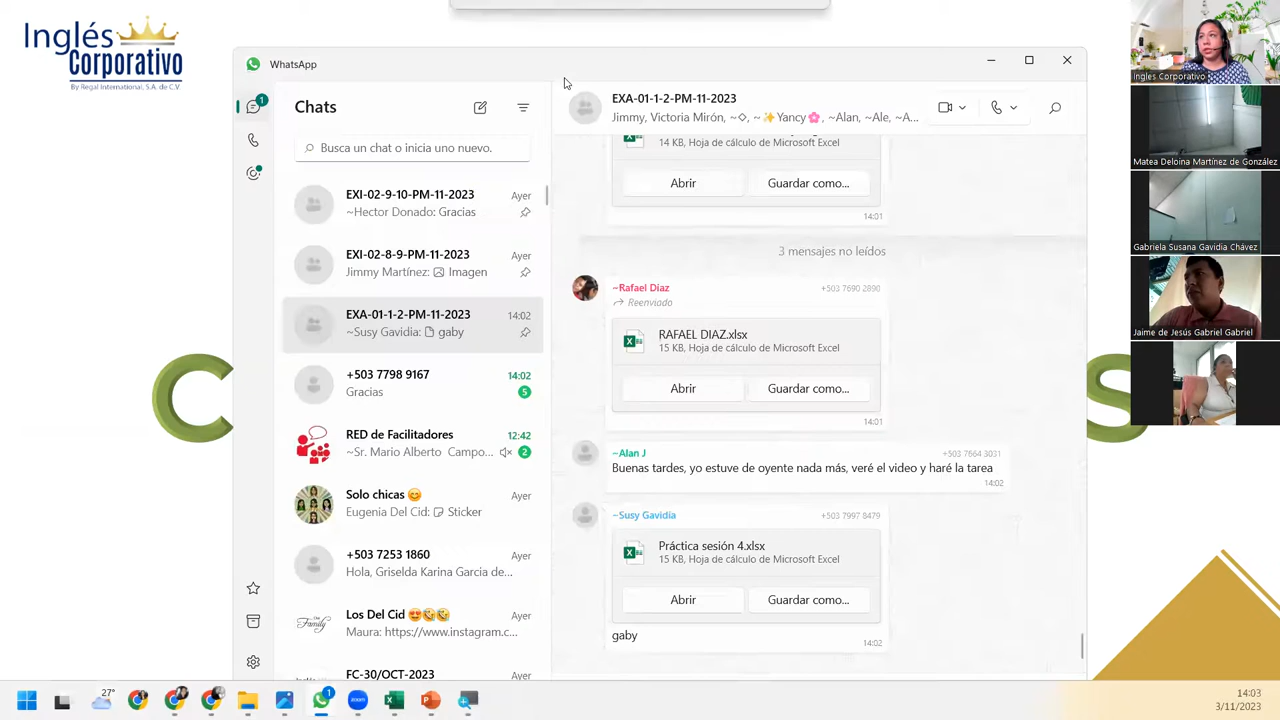 Inglés
Corporativo
By Regal International, S.A. de C.V.
WhatsApp
1
Chats
Busca un chat o inicia uno nuevo.
EXI-02-9-10-PM-11-2023
Ayer
~Hector Donado: Gracias
EXI-02-8-9-PM-11-2023
Ayer
Jimmy Martínez: Imagen
EXA-01-1-2-PM-11-2023
14:02
~Susy Gavidia: gaby
+503 7798 9167
14:02
Gracias
5
RED de Facilitadores
12:42
~Sr. Mario Alberto Campo...
2
Solo chicas 😊
Ayer
Eugenia Del Cid: Sticker
+503 7253 1860
Ayer
Hola, Griselda Karina Garcia de...
Los Del Cid 😍🤣🤣
Ayer
Maura: https://www.instagram.c...
FC-30/OCT-2023
Ayer
EXA-01-1-2-PM-11-2023
Jimmy, Victoria Mirón, ~◇, ~✨Yancy🌸, ~Alan, ~Ale, ~A...
14 KB, Hoja de cálculo de Microsoft Excel
Abrir
Guardar como...
14:01
3 mensajes no leídos
~Rafael Díaz
+503 7690 2890
Reenviado
RAFAEL DIAZ.xlsx
15 KB, Hoja de cálculo de Microsoft Excel
Abrir
Guardar como...
14:01
~Alan J
+503 7664 3031
Buenas tardes, yo estuve de oyente nada más, veré el video y haré la tarea
14:02
~Susy Gavidia
+503 7997 8479
Práctica sesión 4.xlsx
15 KB, Hoja de cálculo de Microsoft Excel
Abrir
Guardar como...
gaby
14:02
C
S
Ingles Corporativo
Matea Deloina Martínez de González
Gabriela Susana Gavidia Chávez
Jaime de Jesús Gabriel Gabriel
27°
zoom
1
14:03
3/11/2023